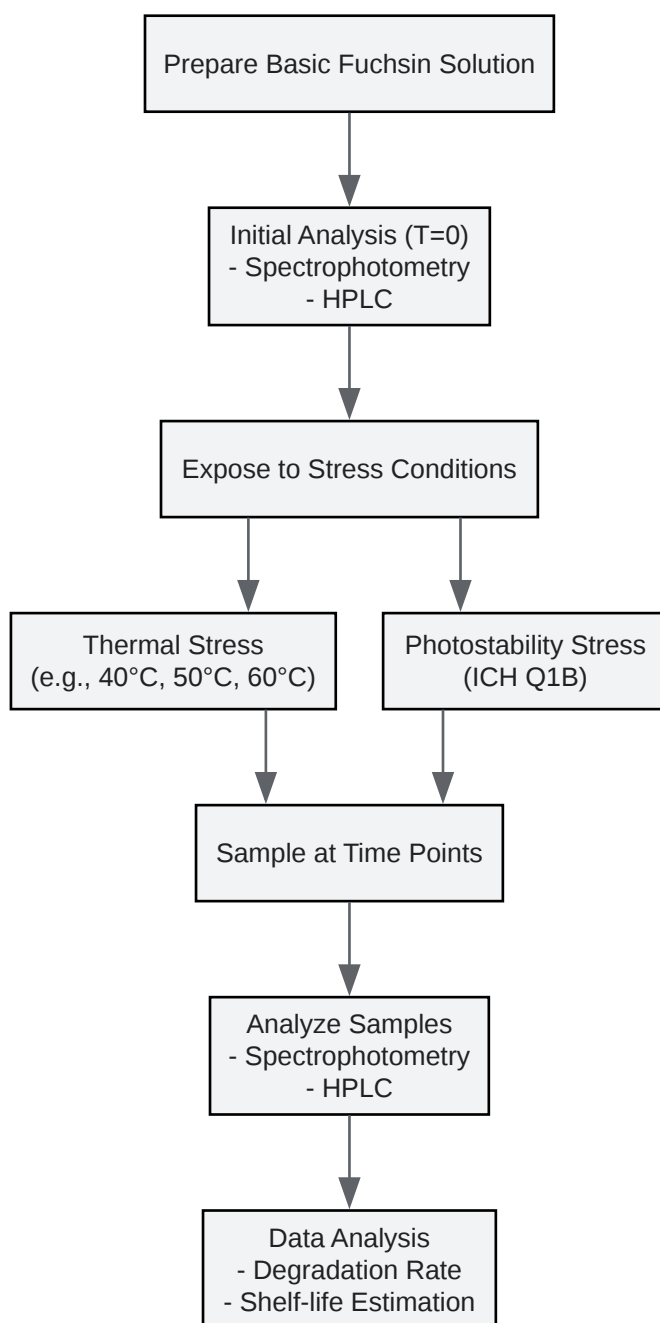 Prepare Basic Fuchsin Solution
Initial Analysis (T=0)
- Spectrophotometry
- HPLC
Expose to Stress Conditions
Thermal Stress
(e.g., 40°C, 50°C, 60°C)
Photostability Stress
(ICH Q1B)
Sample at Time Points
Analyze Samples
- Spectrophotometry
- HPLC
Data Analysis
- Degradation Rate
- Shelf-life Estimation